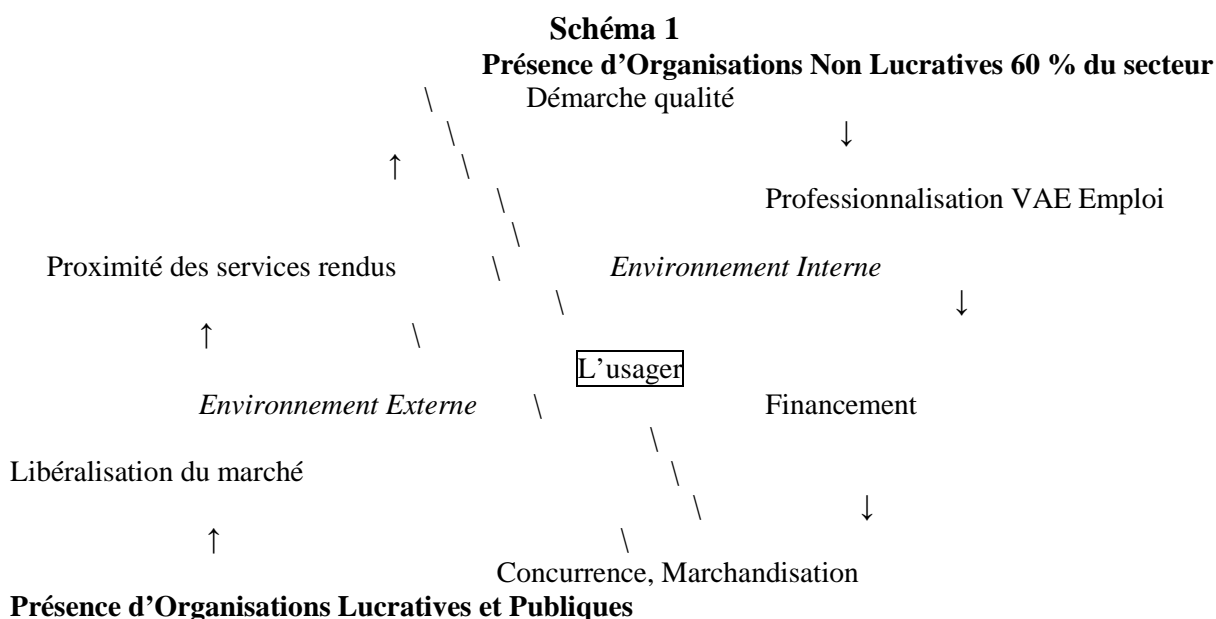 Schéma 1
Présence d'Organisations Non Lucratives 60 % du secteur
\ Démarche qualité
\ ↓
↑ \
\ Professionnalisation VAE Emploi
\
Proximité des services rendus \ Environnement Interne
\ ↓
↑ \
L'usager
Environnement Externe \ Financement
\
Libéralisation du marché \
\ ↓
↑ \
Concurrence, Marchandisation
Présence d'Organisations Lucratives et Publiques